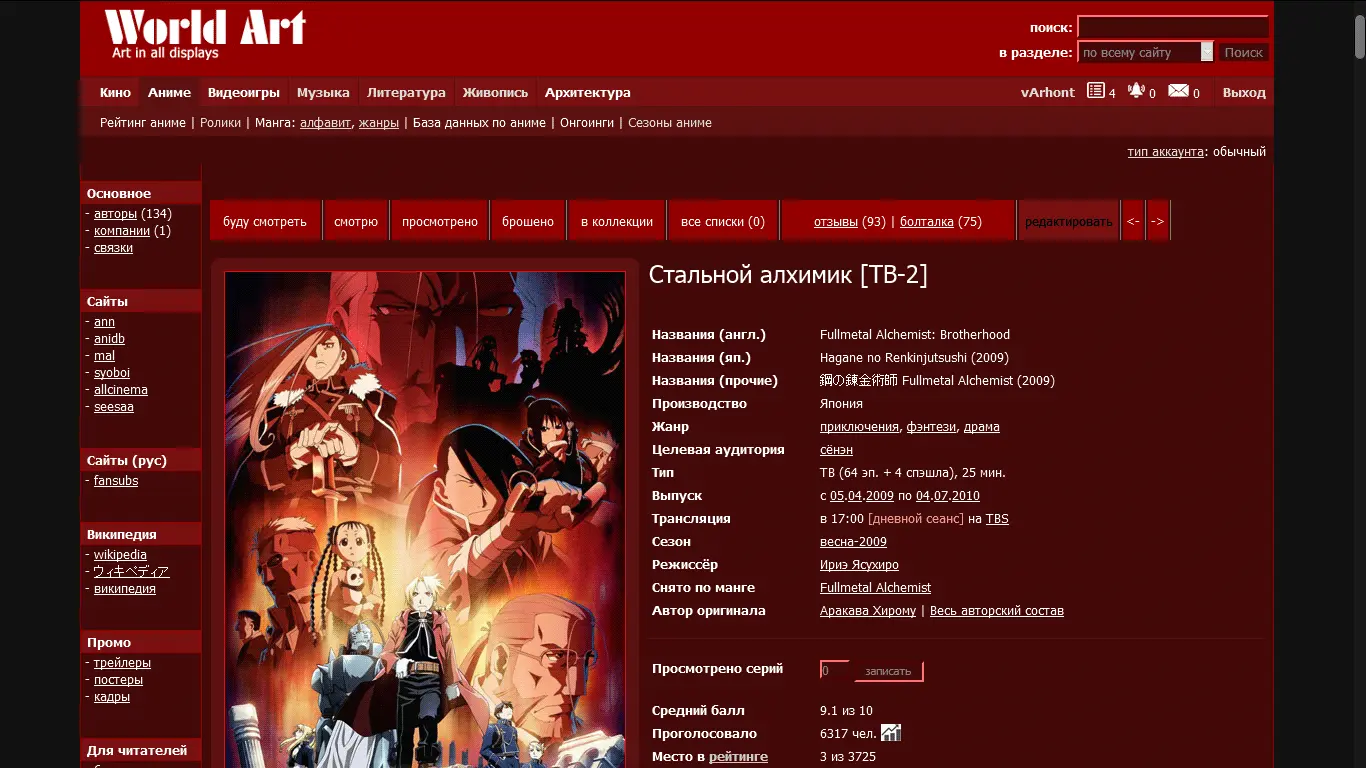 World Art
Art in all displays
поиск:
в разделе: по всему сайту Поиск
Кино Аниме Видеоигры Музыка Литература Живопись Архитектура vArhont 4 0 0 Выход
Рейтинг аниме | Ролики | Манга: алфавит, жанры | База данных по аниме | Онгоинги | Сезоны аниме
тип аккаунта: обычный
Основное
- авторы (134)
- компании (1)
- связки
Сайты
- ann
- anidb
- mal
- syoboi
- allcinema
- seesaa
Сайты (рус)
- fansubs
Википедия
- wikipedia
- ウィキペディア
- википедия
Промо
- трейлеры
- постеры
- кадры
Для читателей
буду смотреть смотрю просмотрено брошено в коллекции все списки (0) отзывы (93) | болталка (75) редактировать <- ->
Стальной алхимик [ТВ-2]
Названия (англ.) Fullmetal Alchemist: Brotherhood
Названия (яп.) Hagane no Renkinjutsushi (2009)
Названия (прочие) 鋼の錬金術師 Fullmetal Alchemist (2009)
Производство Япония
Жанр приключения, фэнтези, драма
Целевая аудитория сёнэн
Тип ТВ (64 эп. + 4 спэшла), 25 мин.
Выпуск с 05.04.2009 по 04.07.2010
Трансляция в 17:00 [дневной сеанс] на TBS
Сезон весна-2009
Режиссёр Ириэ Ясухиро
Снято по манге Fullmetal Alchemist
Автор оригинала Аракава Хирому | Весь авторский состав
Просмотрено серий 0 записать
Средний балл 9.1 из 10
Проголосовало 6317 чел.
Место в рейтинге 3 из 3725